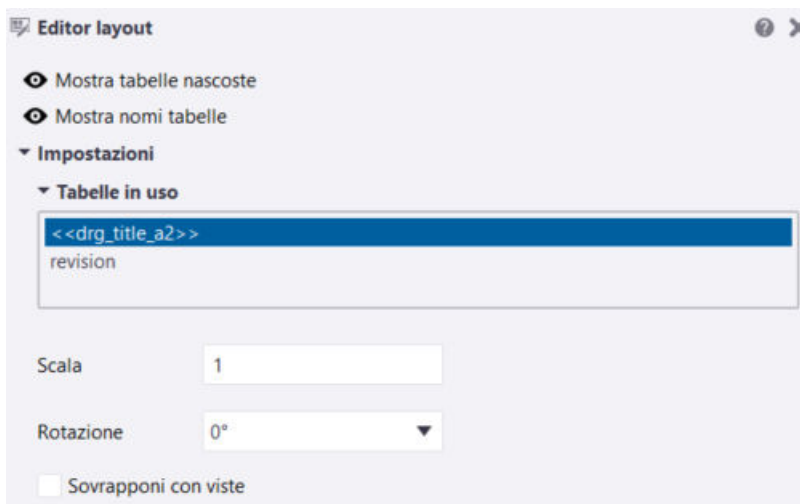 Editor layout
Mostra tabelle nascoste
Mostra nomi tabelle
Impostazioni
Tabelle in uso
<<drg_title_a2>>
revision
Scala 1
Rotazione 0°
Sovrapponi con viste